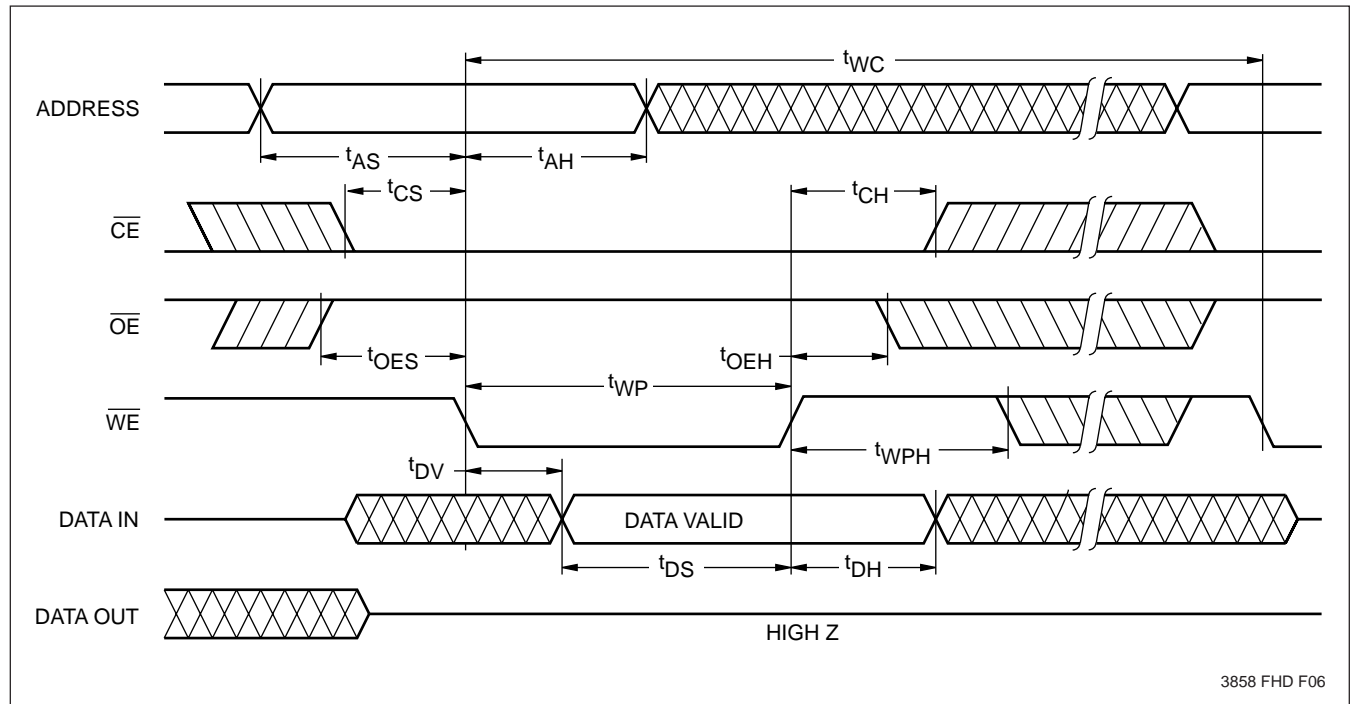 tWC
ADDRESS
tAS
tAH
tCS
tCH
CE
OE
tOES
tOEH
tWP
WE
tWPH
tDV
DATA IN
DATA VALID
tDS
tDH
DATA OUT
HIGH Z
3858 FHD F06